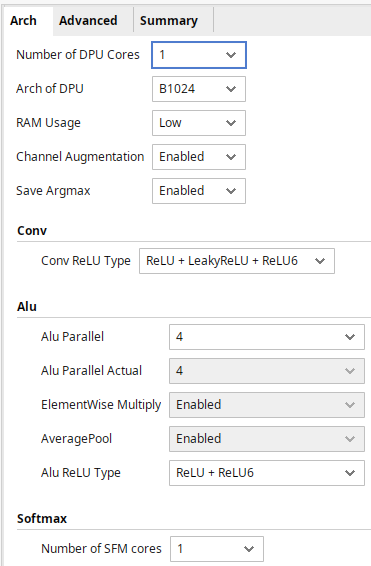 Arch Advanced Summary
Number of DPU Cores 1
Arch of DPU B1024
RAM Usage Low
Channel Augmentation Enabled
Save Argmax Enabled
Conv
Conv ReLU Type ReLU + LeakyReLU + ReLU6
Alu
Alu Parallel 4
Alu Parallel Actual 4
ElementWise Multiply Enabled
AveragePool Enabled
Alu ReLU Type ReLU + ReLU6
Softmax
Number of SFM cores 1